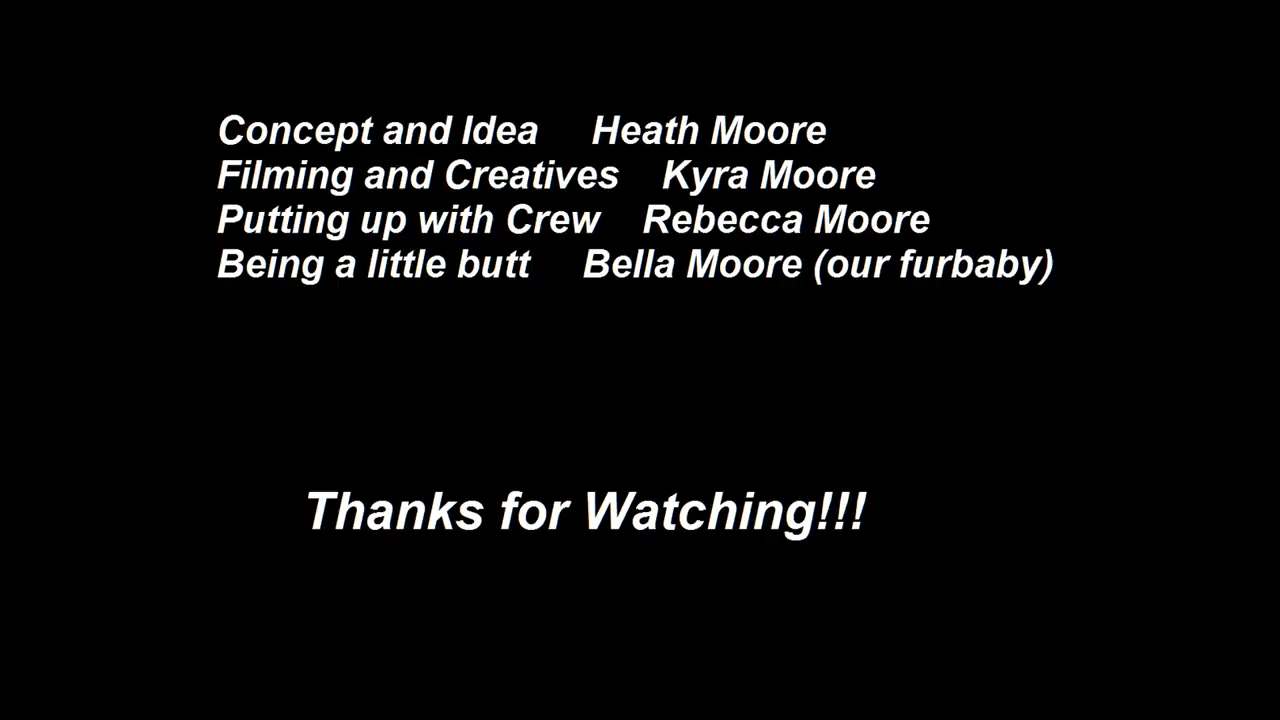 Concept and Idea Heath Moore
Filming and Creatives Kyra Moore
Putting up with Crew Rebecca Moore
Being a little butt Bella Moore (our furbaby)
Thanks for Watching!!!